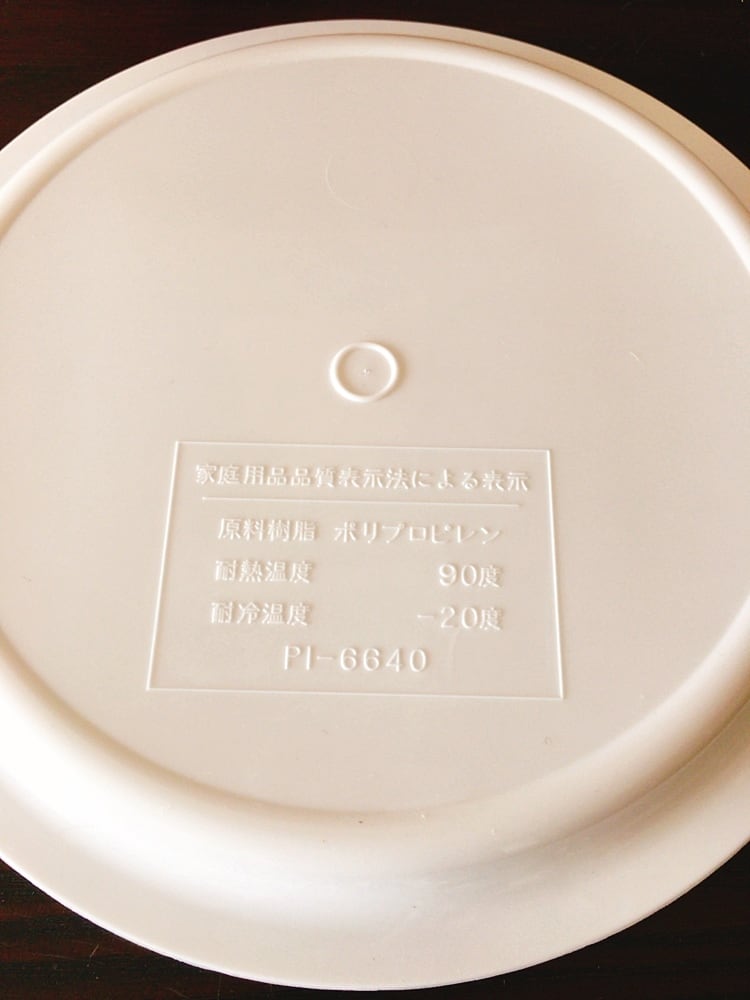 家庭用品品質表示法による表示
原料樹脂 ポリプロピレン
耐熱温度 90度
耐冷温度 -20度
PI-6640